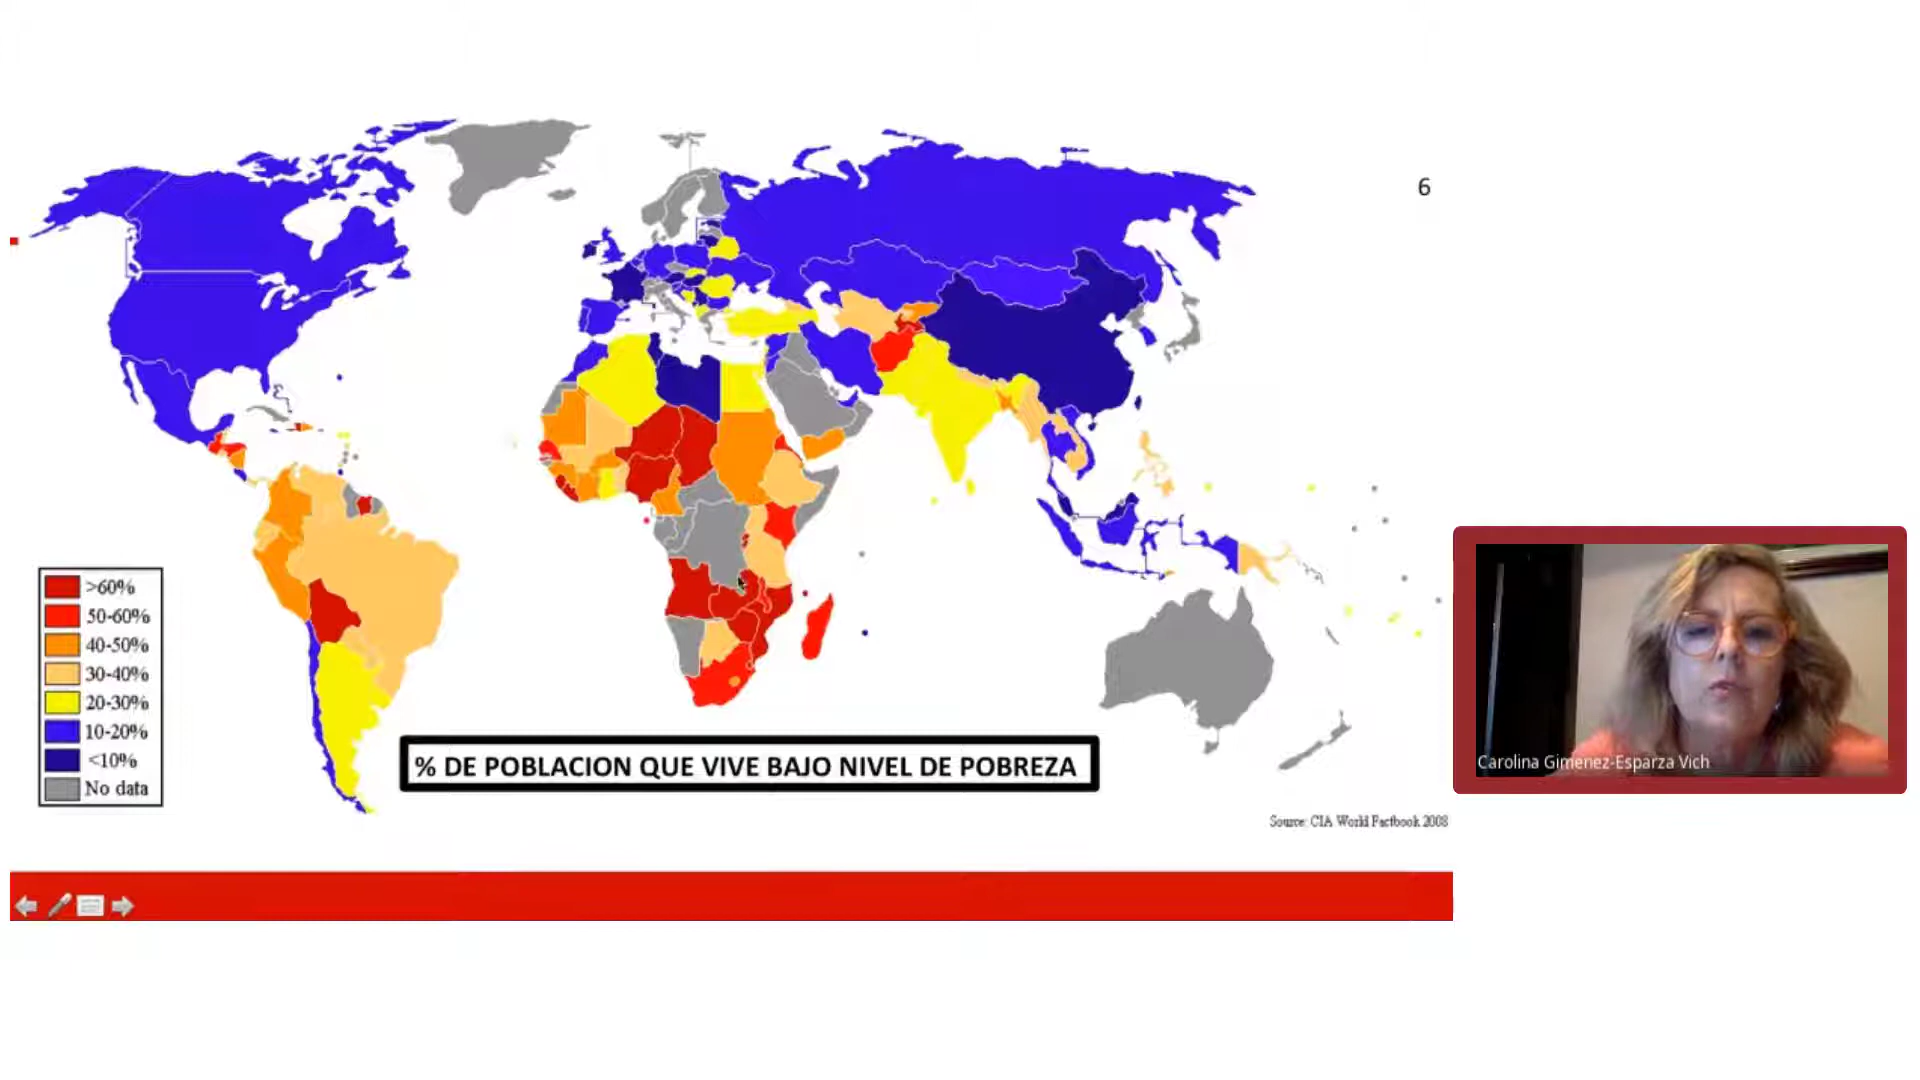 6
>60%
50-60%
40-50%
30-40%
20-30%
10-20%
<10%
No data
% DE POBLACION QUE VIVE BAJO NIVEL DE POBREZA
Source: CIA World Factbook 2008
Carolina Gimenez-Esparza Vich